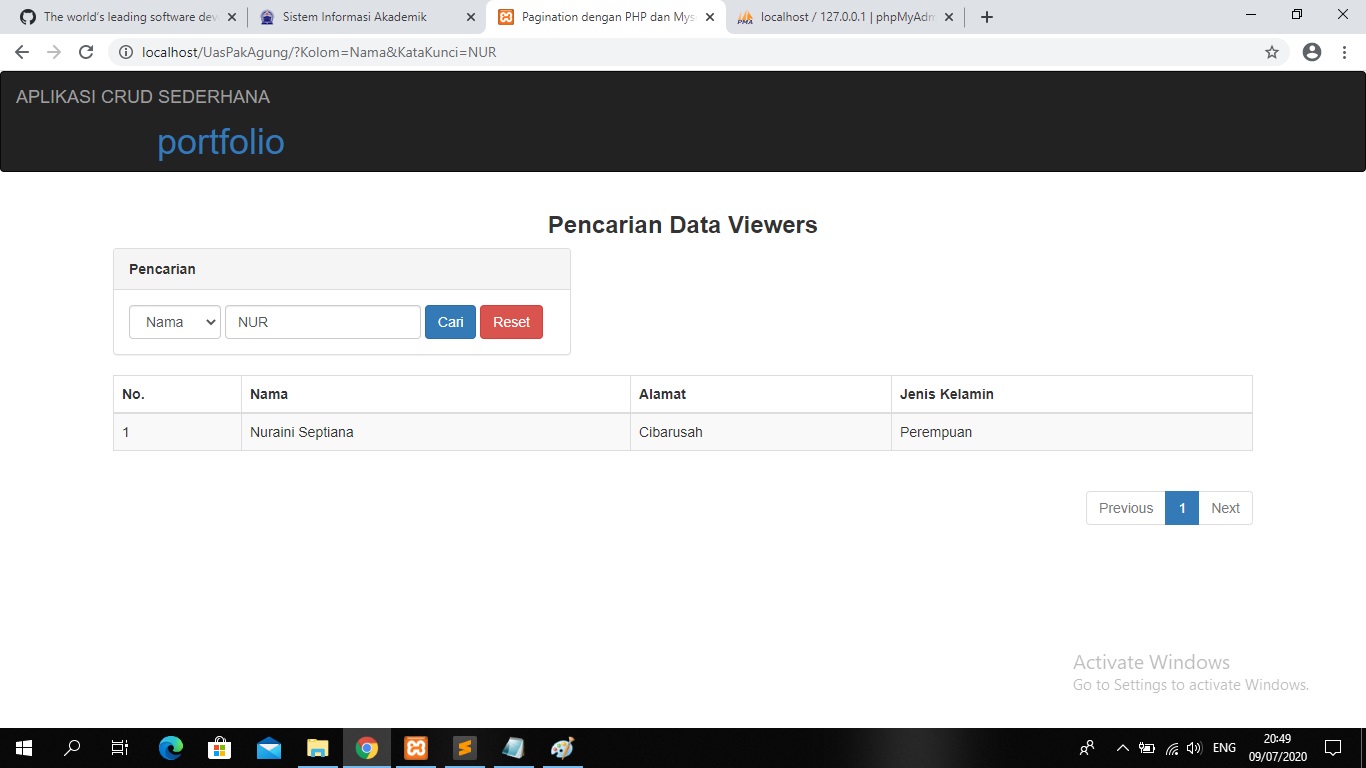 The world's leading software dev
Sistem Informasi Akademik
Pagination dengan PHP dan Mys
localhost / 127.0.0.1 | phpMyAdm
localhost/UasPakAgung/?Kolom=Nama&KataKunci=NUR
APLIKASI CRUD SEDERHANA
portfolio
Pencarian Data Viewers
Pencarian
Nama NUR Cari Reset
No. Nama Alamat Jenis Kelamin
1 Nuraini Septiana Cibarusah Perempuan
Previous 1 Next
Activate Windows
Go to Settings to activate Windows.
ENG
20:49
09/07/2020